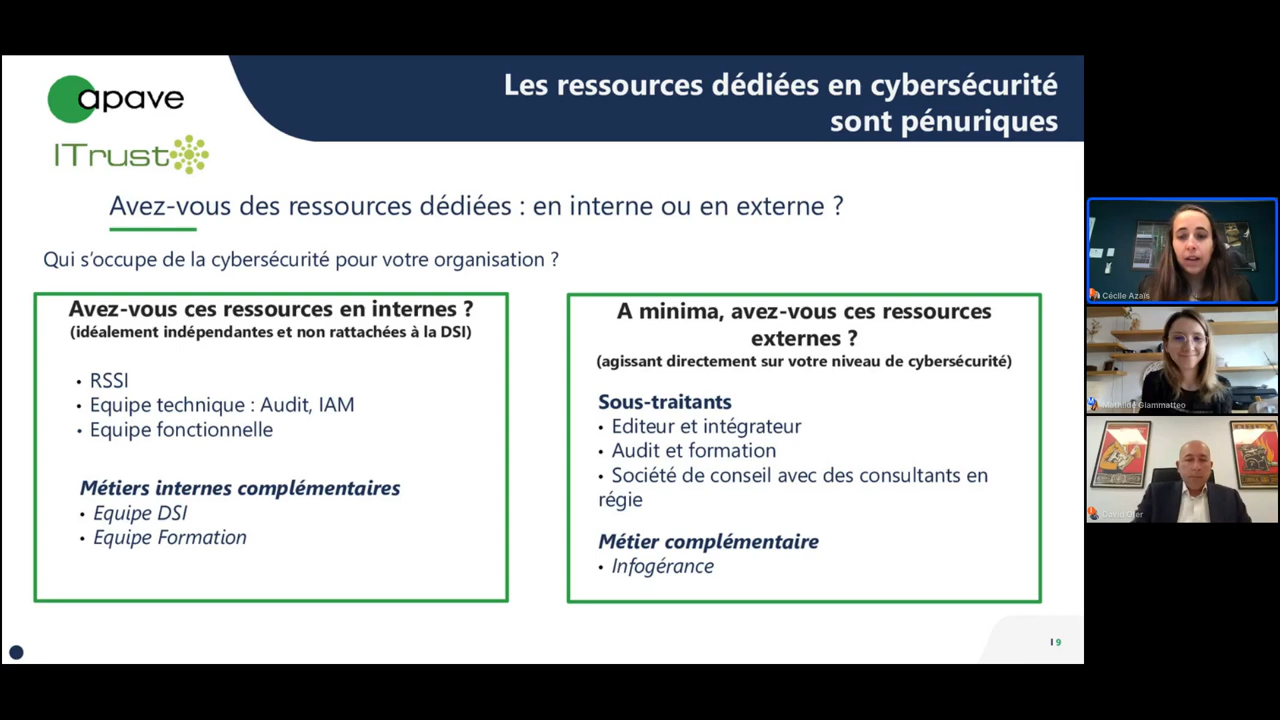 apave
ITrust
Les ressources dédiées en cybersécurité
sont pénuriques
Avez-vous des ressources dédiées : en interne ou en externe ?
Qui s’occupe de la cybersécurité pour votre organisation ?
Avez-vous ces ressources en internes ?
(idéalement indépendantes et non rattachées à la DSI)
• RSSI
• Equipe technique : Audit, IAM
• Equipe fonctionnelle
Métiers internes complémentaires
• Equipe DSI
• Equipe Formation
A minima, avez-vous ces ressources
externes ?
(agissant directement sur votre niveau de cybersécurité)
Sous-traitants
• Editeur et intégrateur
• Audit et formation
• Société de conseil avec des consultants en
régie
Métier complémentaire
• Infogérance
I 9
Cécile Azaïs
Mathilde Giammatteo
David Ofer